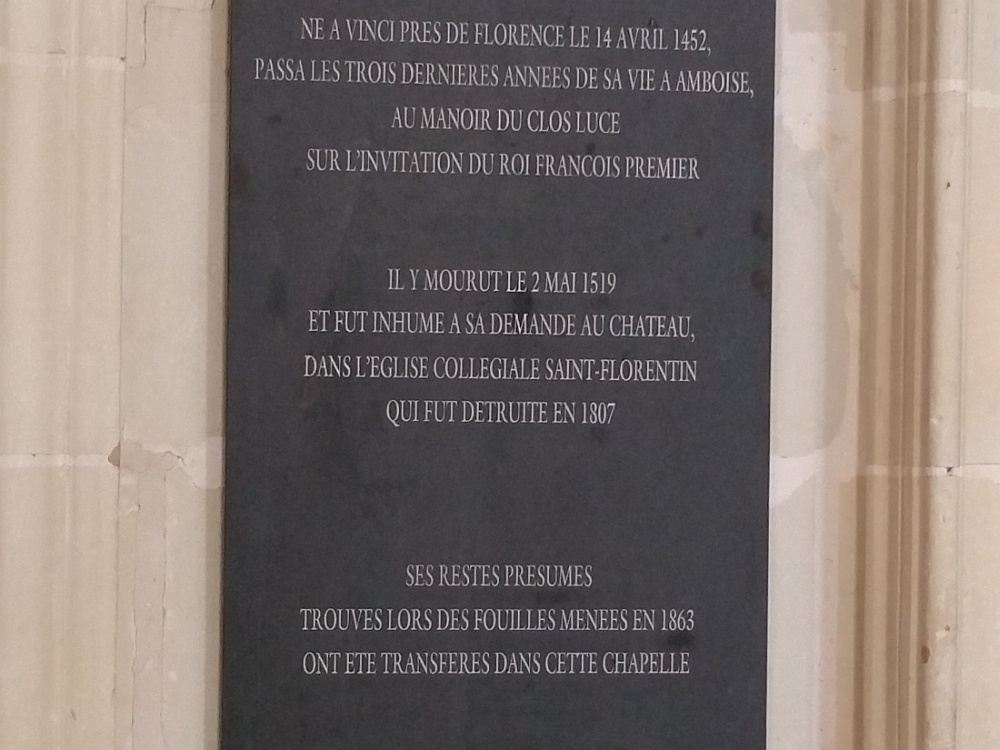 NE A VINCI PRES DE FLORENCE LE 14 AVRIL 1452,
PASSA LES TROIS DERNIERES ANNEES DE SA VIE A AMBOISE,
AU MANOIR DU CLOS LUCE
SUR L'INVITATION DU ROI FRANCOIS PREMIER
IL Y MOURUT LE 2 MAI 1519
ET FUT INHUME A SA DEMANDE AU CHATEAU,
DANS L'EGLISE COLLEGIALE SAINT-FLORENTIN
QUI FUT DETRUITE EN 1807
SES RESTES PRESUMES
TROUVES LORS DES FOUILLES MENEES EN 1863
ONT ETE TRANSFERES DANS CETTE CHAPELLE